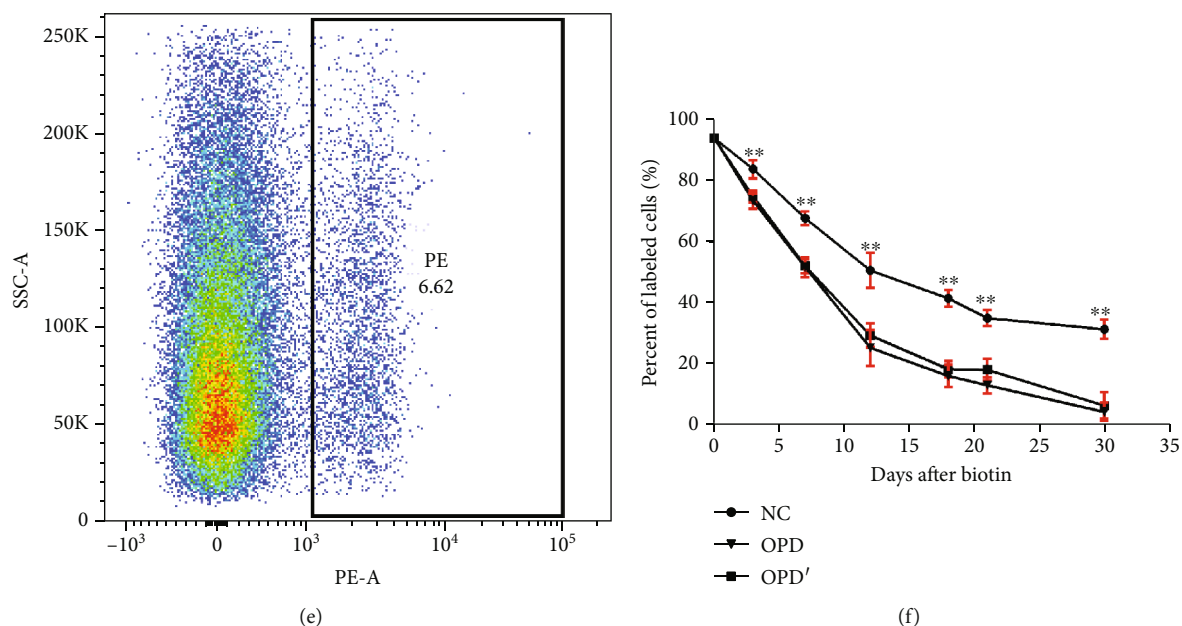 250K
200K
150K
100K
50K
0
SSC-A
PE
6.62
−10³
0
10³
10⁴
10⁵
PE-A
(e)
100
80
60
40
20
0
Percent of labeled cells (%)
**
**
**
**
**
**
0
5
10
15
20
25
30
35
Days after biotin
NC
OPD
OPD′
(f)